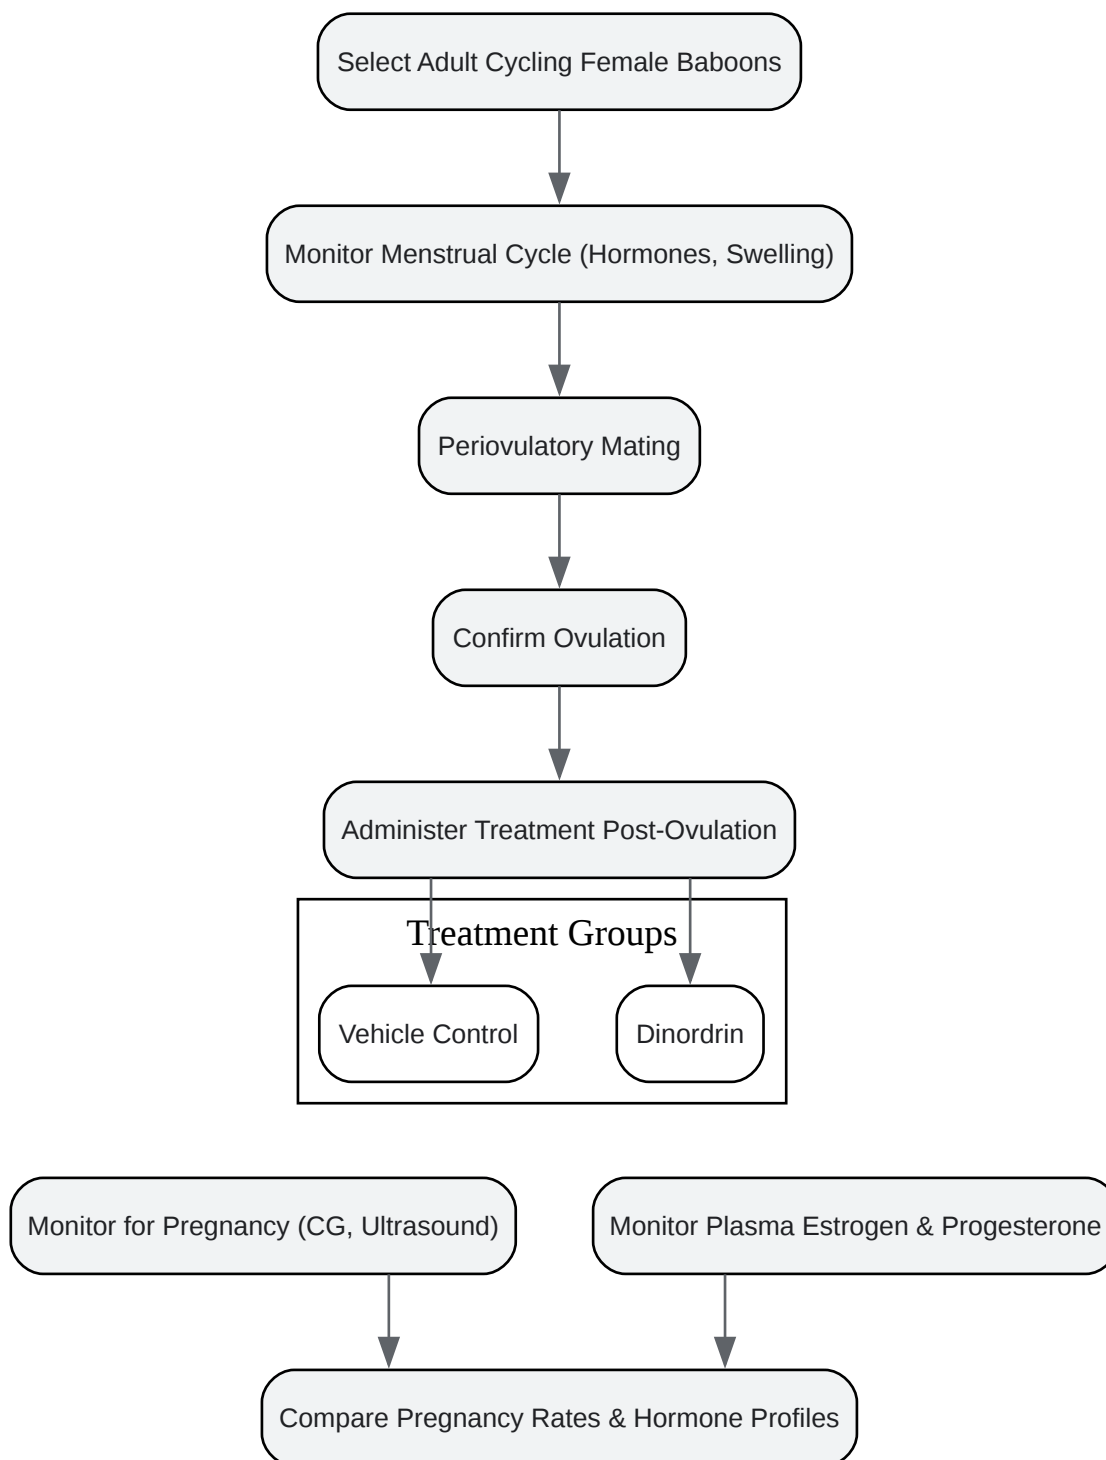 Select Adult Cycling Female Baboons
Monitor Menstrual Cycle (Hormones, Swelling)
Periovulatory Mating
Confirm Ovulation
Administer Treatment Post-Ovulation
Treatment Groups
Vehicle Control
Dinordrin
Monitor for Pregnancy (CG, Ultrasound)
Monitor Plasma Estrogen & Progesterone
Compare Pregnancy Rates & Hormone Profiles